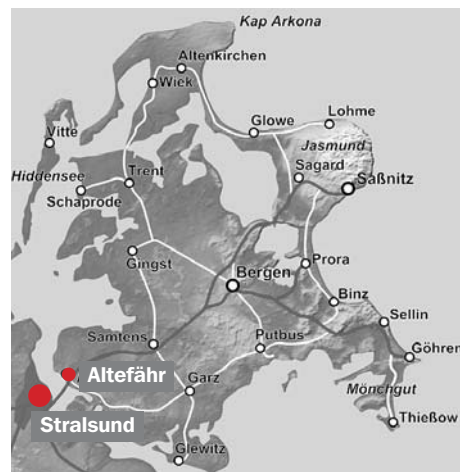 Kap Arkona
Altenkirchen
Wiek
Glowe
Lohme
Vitte
Jasmund
Sagard
Hiddensee
Trent
Saßnitz
Schaprode
Gingst
Prora
Bergen
Binz
Sellin
Samtens
Putbus
Göhren
Altefähr
Garz
Mönchgut
Stralsund
Thießow
Glewitz